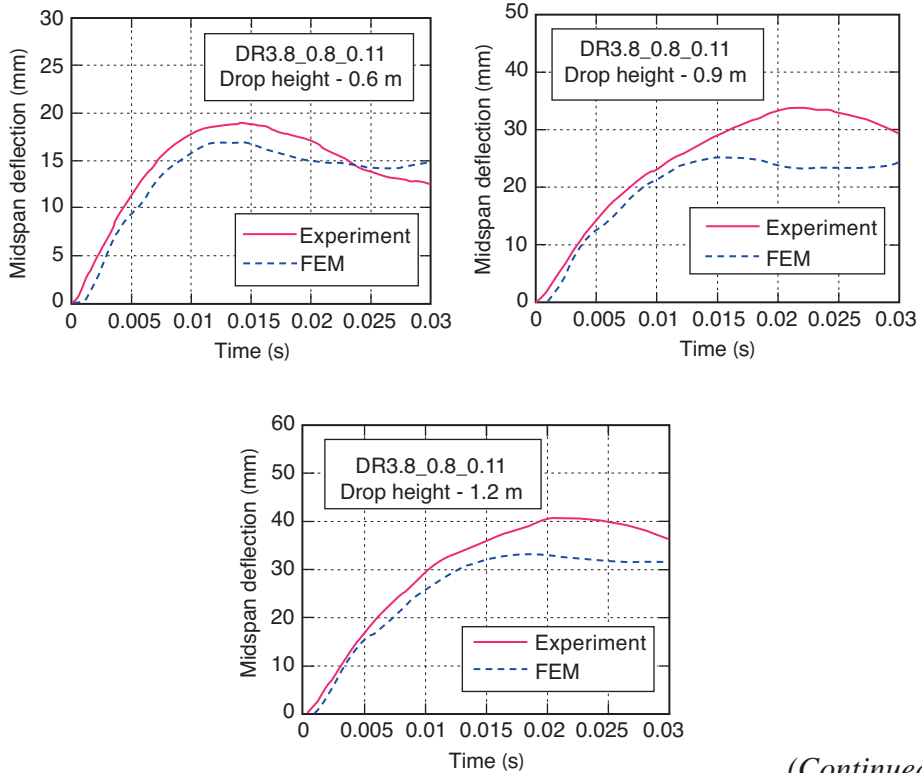 30
25
20
15
10
5
0
Midspan deflection (mm)
DR3.8_0.8_0.11
Drop height - 0.6 m
Experiment
FEM
0 0.005 0.01 0.015 0.02 0.025 0.03
Time (s)
50
40
30
20
10
0
Midspan deflection (mm)
DR3.8_0.8_0.11
Drop height - 0.9 m
Experiment
FEM
0 0.005 0.01 0.015 0.02 0.025 0.03
Time (s)
60
50
40
30
20
10
0
Midspan deflection (mm)
DR3.8_0.8_0.11
Drop height - 1.2 m
Experiment
FEM
0 0.005 0.01 0.015 0.02 0.025 0.03
Time (s)